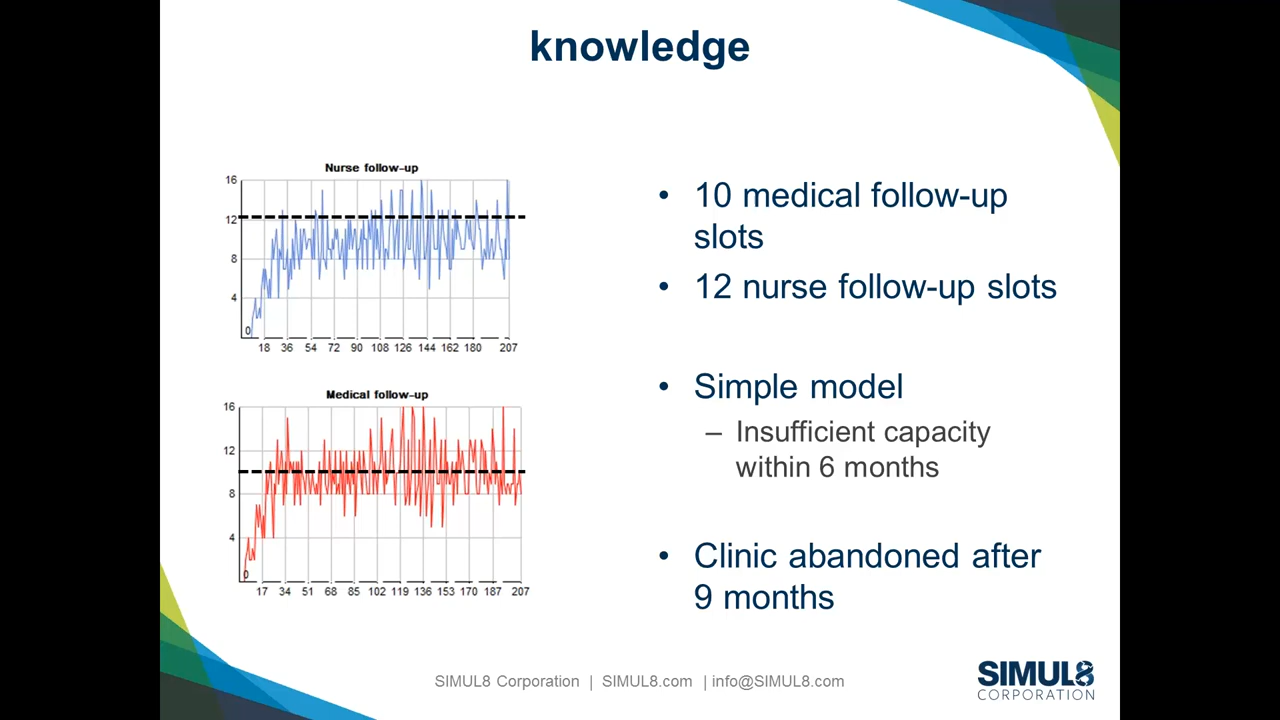 knowledge
Nurse follow-up
16
12
8
4
0
18 36 54 72 90 108 126 144 162 180 207
Medical follow-up
16
12
8
4
0
17 34 51 68 85 102 119 136 153 170 187 207
• 10 medical follow-up
slots
• 12 nurse follow-up slots
• Simple model
– Insufficient capacity
within 6 months
• Clinic abandoned after
9 months
SIMUL8 Corporation | SIMUL8.com | info@SIMUL8.com
SIMUL8
CORPORATION